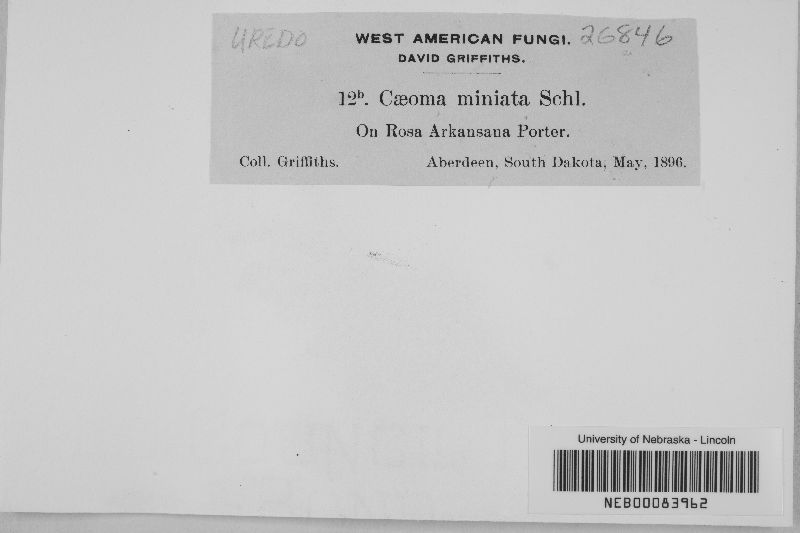 UREDO WEST AMERICAN FUNGI. 26846
DAVID GRIFFITHS.
12b. Cæoma miniata Schl.
On Rosa Arkansana Porter.
Coll. Griffiths. Aberdeen, South Dakota, May, 1896.
University of Nebraska - Lincoln
NEB00083962